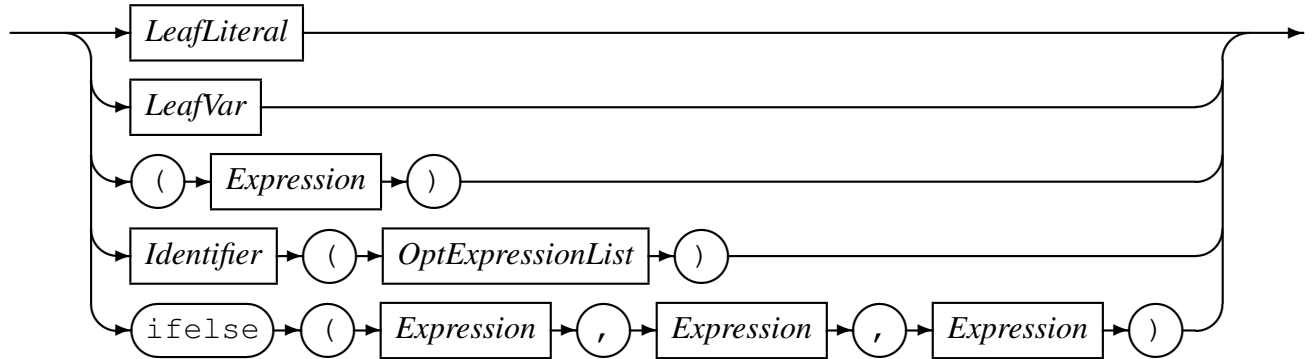 LeafLiteral
LeafVar
( Expression )
Identifier ( OptExpressionList )
ifelse ( Expression , Expression , Expression )